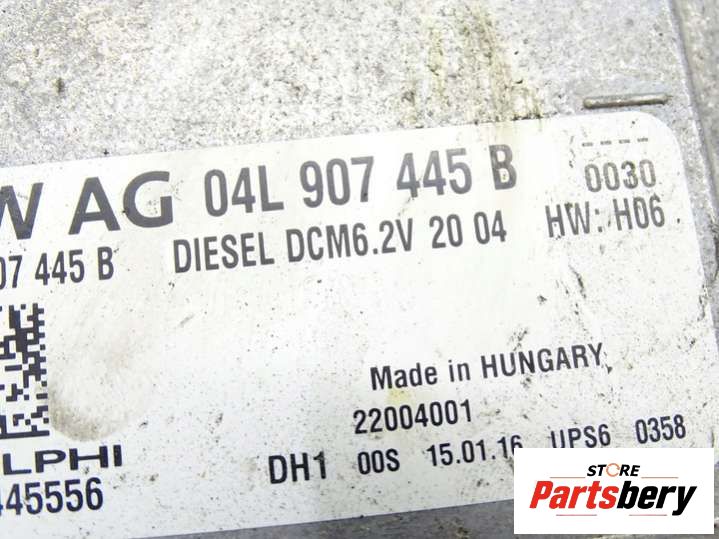 W AG 04L 907 445 B
----
0030
07 445 B DIESEL DCM6.2V 20 04 HW: H06
Made in HUNGARY
22004001
LPHI
DH1 00S 15.01.16 UPS6 0358
445556
STORE
Partsbery